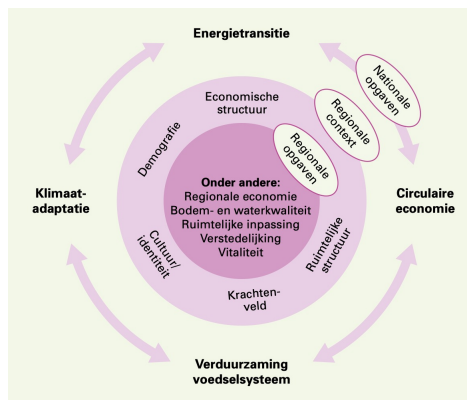 Energietransitie
Nationale
opgaven
Regionale
context
Regionale
opgaven
Economische
structuur
Demografie
Onder andere:
Regionale economie
Bodem- en waterkwaliteit
Ruimtelijke inpassing
Verstedelijking
Vitaliteit
Klimaat-
adaptatie
Circulaire
economie
Cultuur/
identiteit
Ruimtelijke
structuur
Krachten-
veld
Verduurzaming
voedselsysteem